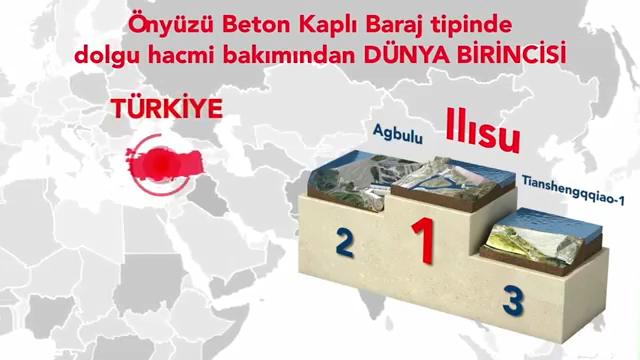 Önyüzü Beton Kaplı Baraj tipinde
dolgu hacmi bakımından DÜNYA BİRİNCİSİ
TÜRKİYE
Agbulu
Ilısu
Tianshengqqiao-1
2
1
3